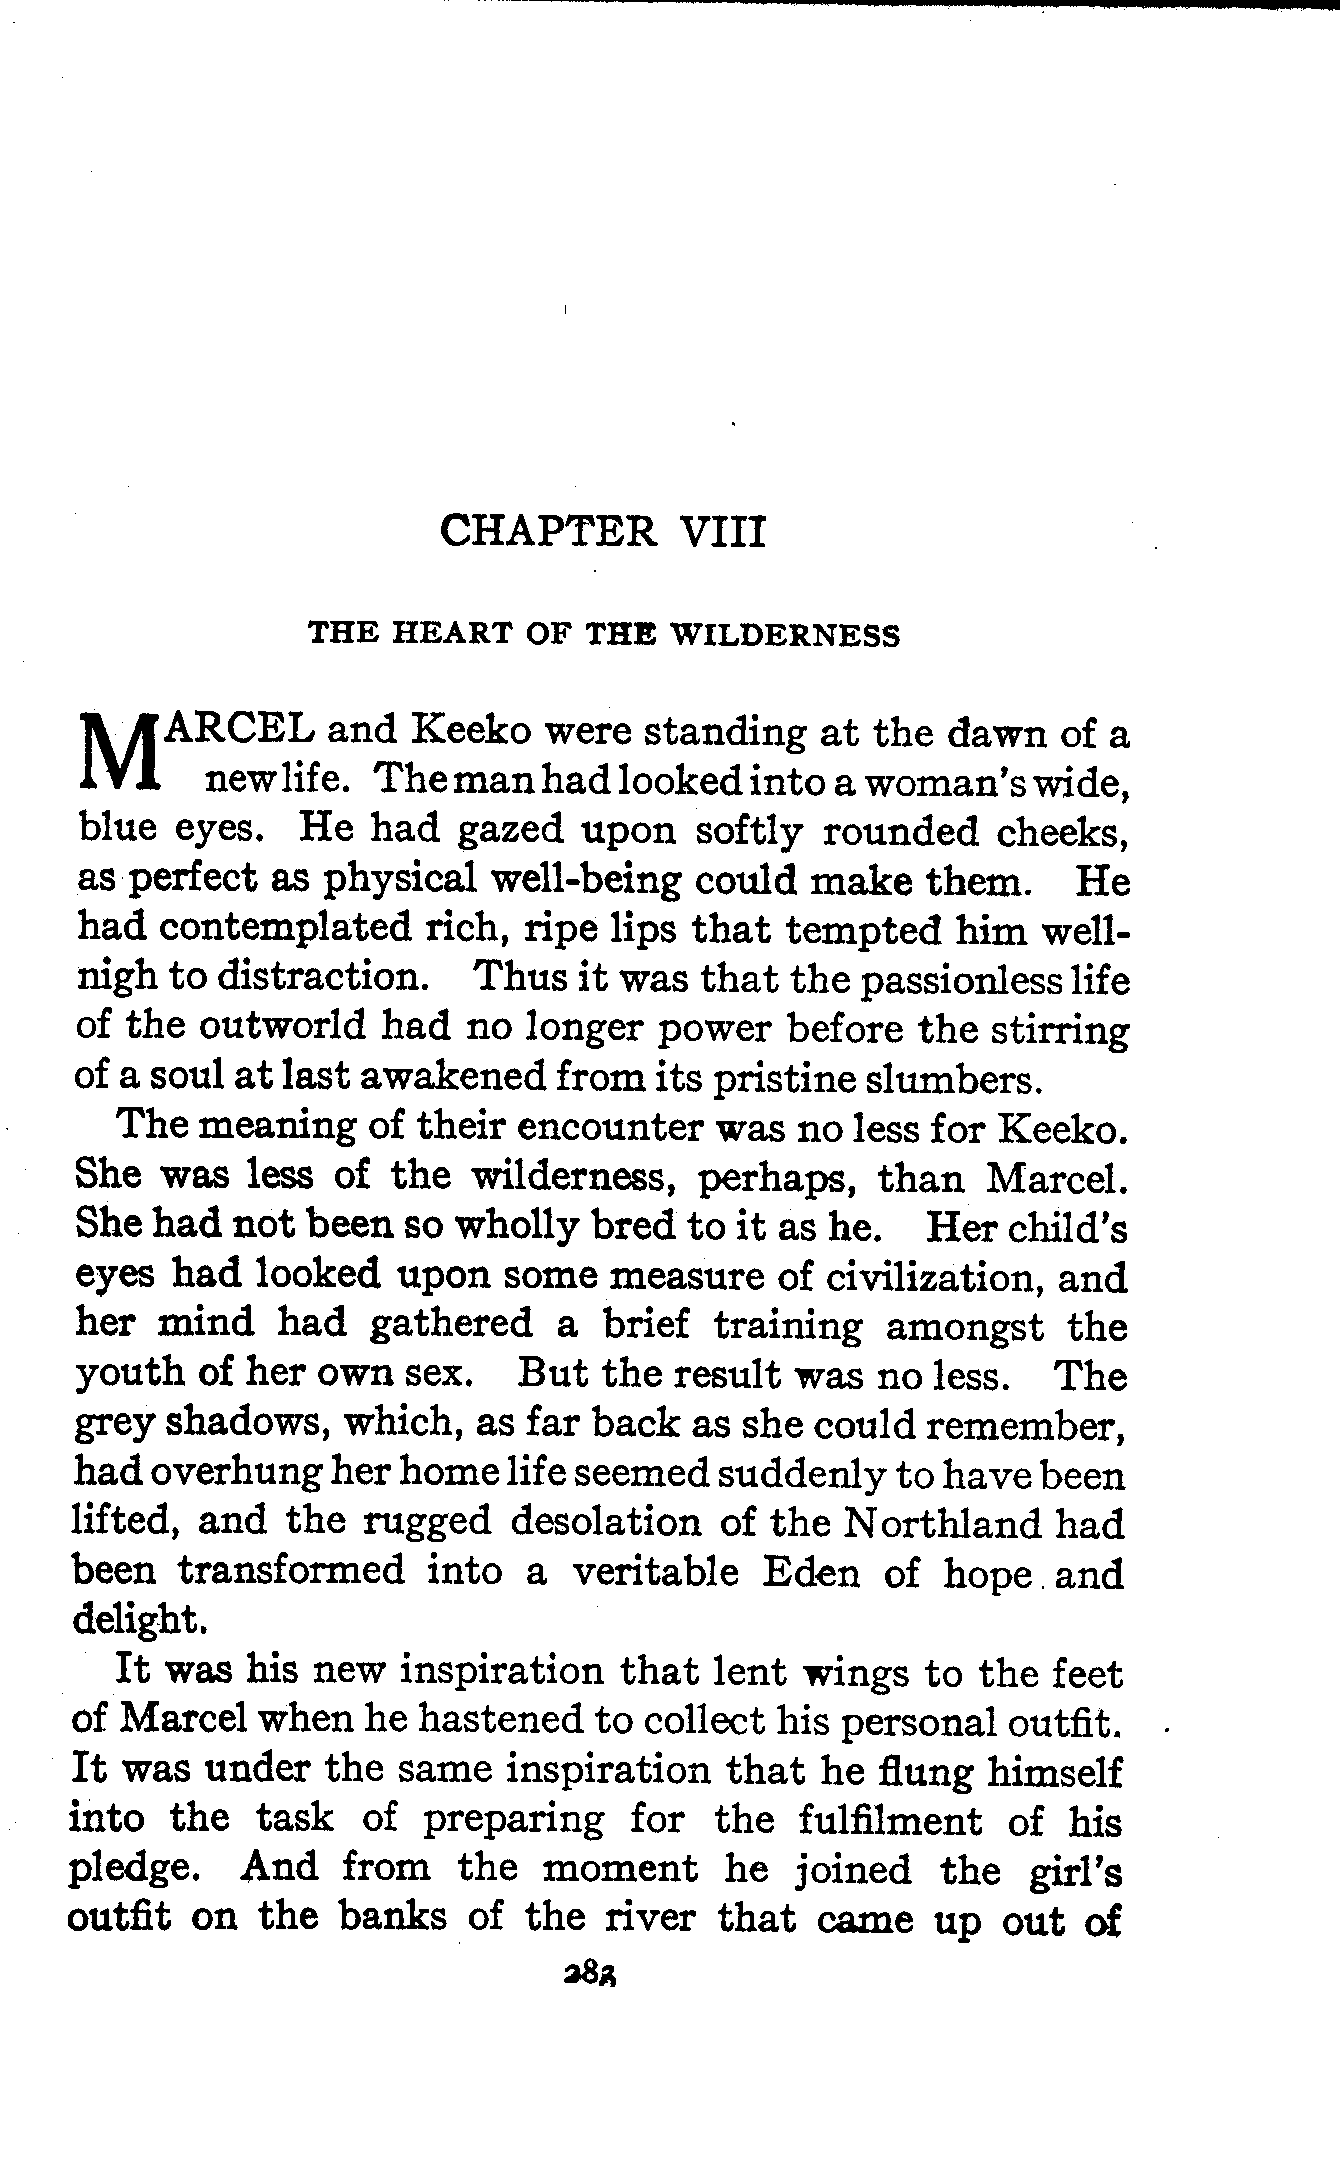 CHAPTER VIII
THE HEART OF THE WILDERNESS
MARCEL and Keeko were standing at the dawn of a
new life. The man had looked into a woman's wide,
blue eyes. He had gazed upon softly rounded cheeks,
as perfect as physical well-being could make them. He
had contemplated rich, ripe lips that tempted him well-
nigh to distraction. Thus it was that the passionless life
of the outworld had no longer power before the stirring
of a soul at last awakened from its pristine slumbers.
The meaning of their encounter was no less for Keeko.
She was less of the wilderness, perhaps, than Marcel.
She had not been so wholly bred to it as he. Her child's
eyes had looked upon some measure of civilization, and
her mind had gathered a brief training amongst the
youth of her own sex. But the result was no less. The
grey shadows, which, as far back as she could remember,
had overhung her home life seemed suddenly to have been
lifted, and the rugged desolation of the Northland had
been transformed into a veritable Eden of hope and
delight.
It was his new inspiration that lent wings to the feet
of Marcel when he hastened to collect his personal outfit.
It was under the same inspiration that he flung himself
into the task of preparing for the fulfilment of his
pledge. And from the moment he joined the girl's
outfit on the banks of the river that came up out of